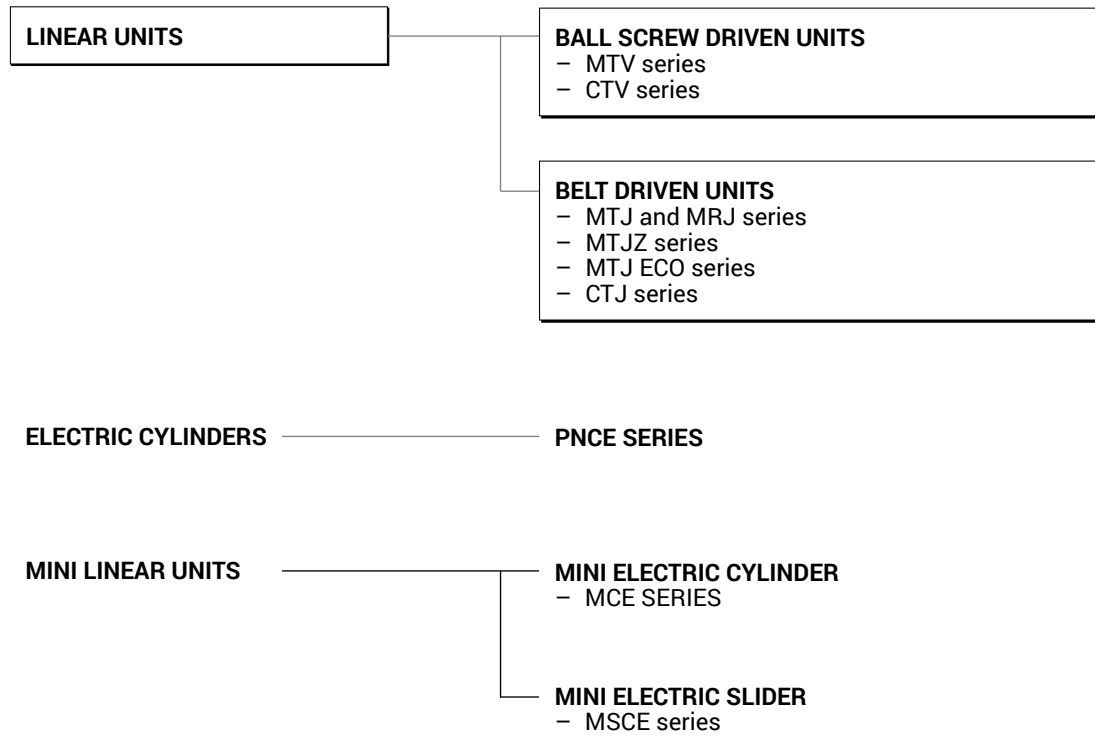 LINEAR UNITS
BALL SCREW DRIVEN UNITS
– MTV series
– CTV series
BELT DRIVEN UNITS
– MTJ and MRJ series
– MTJZ series
– MTJ ECO series
– CTJ series
ELECTRIC CYLINDERS
PNCE SERIES
MINI LINEAR UNITS
MINI ELECTRIC CYLINDER
– MCE SERIES
MINI ELECTRIC SLIDER
– MSCE series